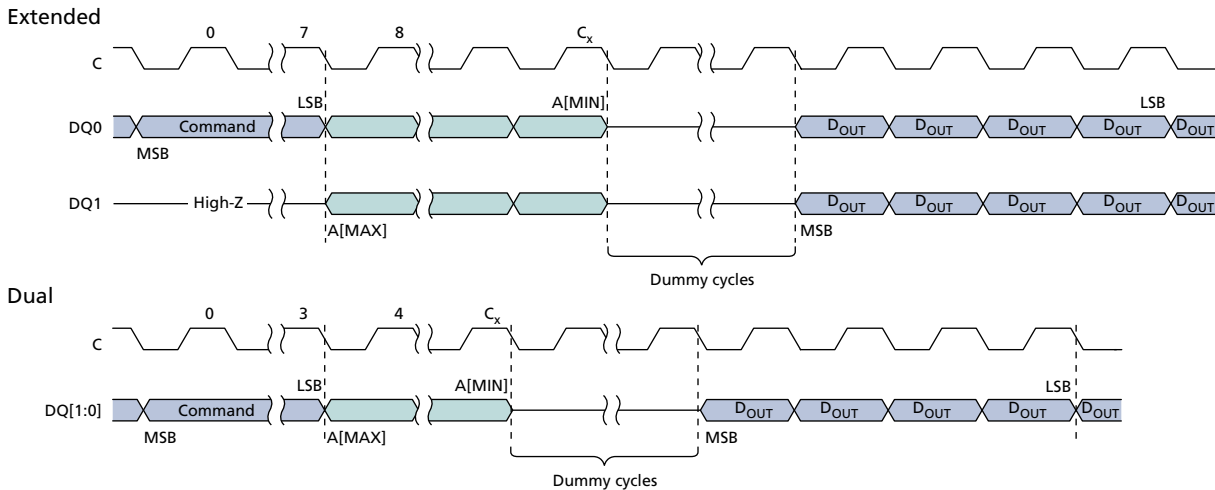 Extended
0 7 8 Cx
C
LSB A[MIN] LSB
DQ0 Command DOUT DOUT DOUT DOUT DOUT
MSB
DQ1 High-Z DOUT DOUT DOUT DOUT DOUT
A[MAX] MSB
Dummy cycles
Dual
0 3 4 Cx
C
LSB A[MIN] LSB
DQ[1:0] Command DOUT DOUT DOUT DOUT DOUT
MSB A[MAX] MSB
Dummy cycles